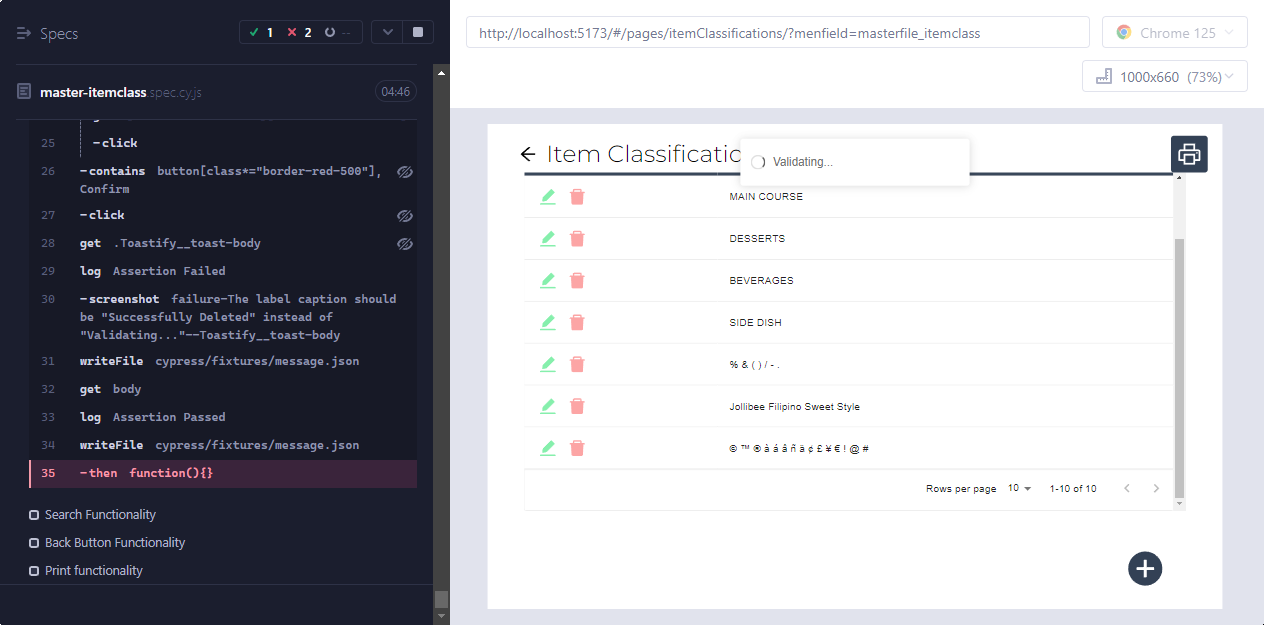 Specs
1
2
--
master-itemclass.spec.cy.js
04:46
25 -click
26 -contains button[class*="border-red-500"],
Confirm
27 -click
28 get .Toastify__toast-body
29 log Assertion Failed
30 -screenshot failure-The label caption should
be "Successfully Deleted" instead of
"Validating..."--Toastify__toast-body
31 writeFile cypress/fixtures/message.json
32 get body
33 log Assertion Passed
34 writeFile cypress/fixtures/message.json
35 -then function(){}
Search Functionality
Back Button Functionality
Print functionality
http://localhost:5173/#/pages/itemClassifications/?menfield=masterfile_itemclass
Chrome 125
1000x660 (73%)
Item Classificatio
Validating...
MAIN COURSE
DESSERTS
BEVERAGES
SIDE DISH
% & ( ) / - .
Jollibee Filipino Sweet Style
© ™ ® à á â ñ ä ¢ £ ¥ € ! @ #
Rows per page 10 1-10 of 10